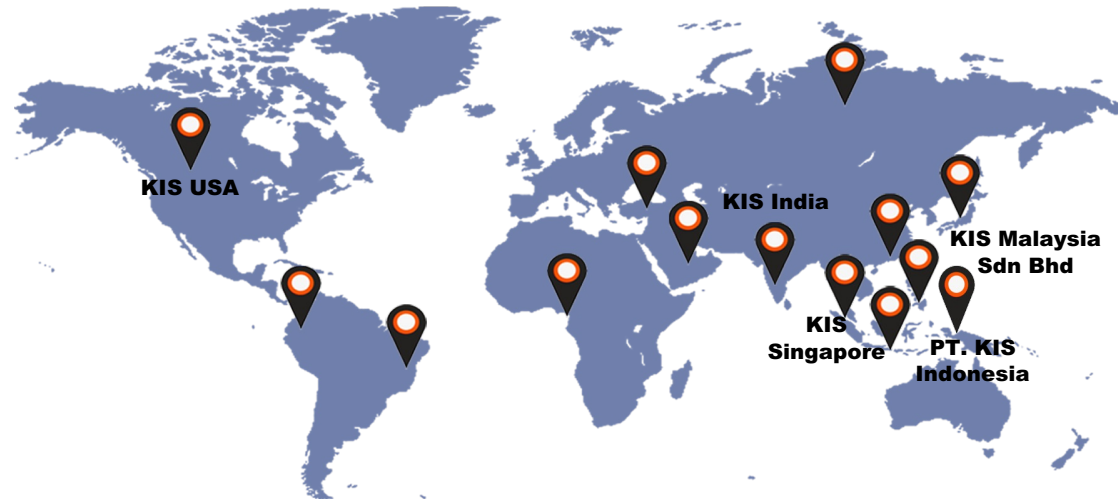 KIS USA
KIS India
KIS Malaysia
Sdn Bhd
KIS
Singapore
PT. KIS
Indonesia